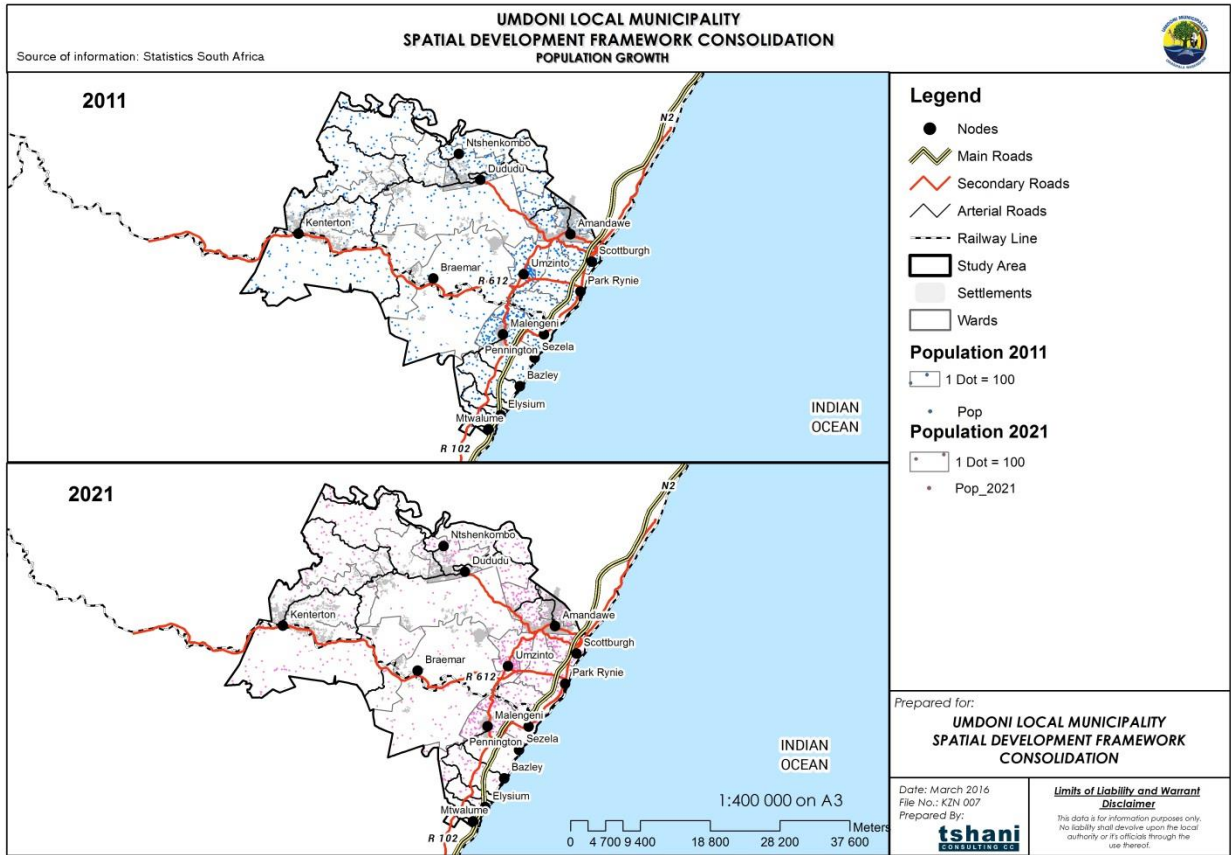 UMDONI LOCAL MUNICIPALITY
SPATIAL DEVELOPMENT FRAMEWORK CONSOLIDATION
POPULATION GROWTH
Source of information: Statistics South Africa
2011
N2
Ntshenkombo
Dududu
Kenterton
Amandawe
Scottburgh
Braemar
Umzinto
R 612
Park Rynie
Malengeni
Pennington
Sezela
Bazley
Elysium
Mtwalume
R 102
INDIAN
OCEAN
2021
N2
Ntshenkombo
Dududu
Kenterton
Amandawe
Scottburgh
Braemar
Umzinto
R 612
Park Rynie
Malengeni
Pennington
Sezela
Bazley
Elysium
Mtwalume
R 102
INDIAN
OCEAN
1:400 000 on A3
0 4 700 9 400 18 800 28 200 37 600
Meters
Legend
Nodes
Main Roads
Secondary Roads
Arterial Roads
Railway Line
Study Area
Settlements
Wards
Population 2011
1 Dot = 100
Pop
Population 2021
1 Dot = 100
Pop_2021
Prepared for:
UMDONI LOCAL MUNICIPALITY
SPATIAL DEVELOPMENT FRAMEWORK
CONSOLIDATION
Date: March 2016
File No.: KZN 007
Prepared By:
tshani
CONSULTING CC
Limits of Liability and Warrant
Disclaimer
This data is for information purposes only.
No liability shall devolve upon the local
authority or it's officials through the
use thereof.